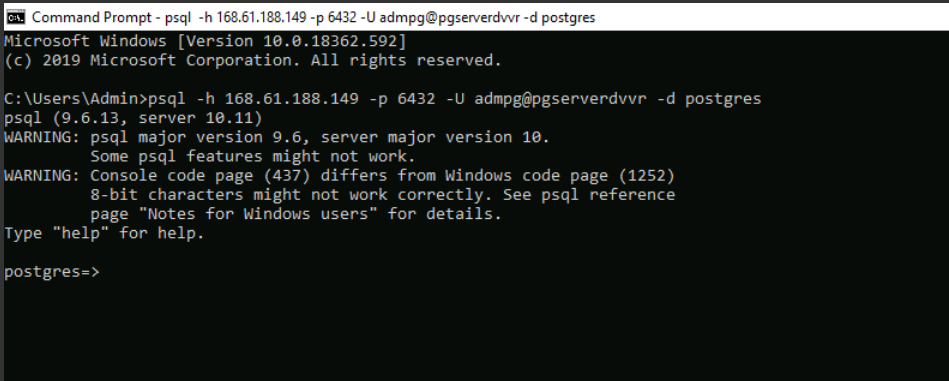 Command Prompt - psql -h 168.61.188.149 -p 6432 -U admpg@pgserverdvvr -d postgres
Microsoft Windows [Version 10.0.18362.592]
(c) 2019 Microsoft Corporation. All rights reserved.
C:\Users\Admin>psql -h 168.61.188.149 -p 6432 -U admpg@pgserverdvvr -d postgres
psql (9.6.13, server 10.11)
WARNING: psql major version 9.6, server major version 10.
Some psql features might not work.
WARNING: Console code page (437) differs from Windows code page (1252)
8-bit characters might not work correctly. See psql reference
page "Notes for Windows users" for details.
Type "help" for help.
postgres=>